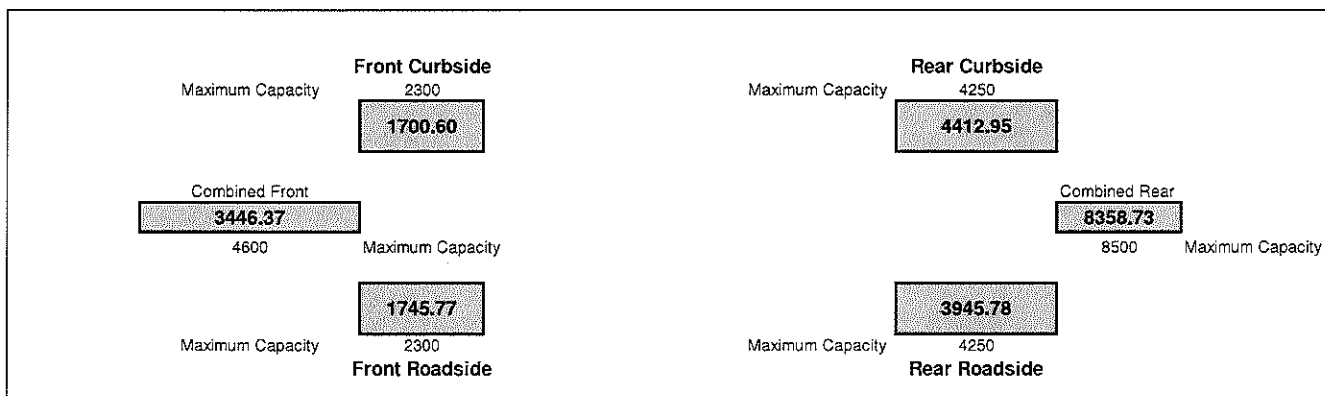 Front Curbside Rear Curbside
Maximum Capacity 2300 Maximum Capacity 4250
1700.60 4412.95
Combined Front Combined Rear
3446.37 8358.73
4600 Maximum Capacity 8500 Maximum Capacity
1745.77 3945.78
Maximum Capacity 2300 Maximum Capacity 4250
Front Roadside Rear Roadside